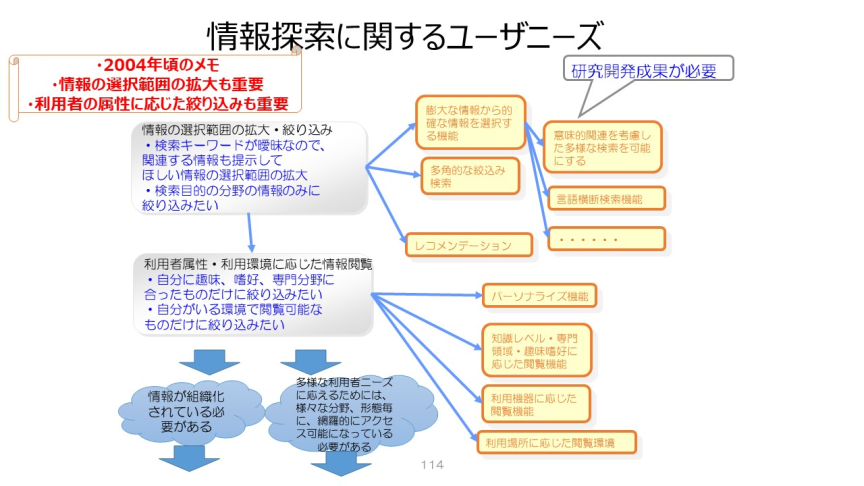 情報探索に関するユーザニーズ
・2004年頃のメモ
・情報の選択範囲の拡大も重要
・利用者の属性に応じた絞り込みも重要
研究開発成果が必要
情報の選択範囲の拡大・絞り込み
・検索キーワードが曖昧なので、
関連する情報も提示して
ほしい情報の選択範囲の拡大
・検索目的の分野の情報のみに
絞り込みたい
膨大な情報から的
確な情報を選択す
る機能
多角的な絞込み
検索
レコメンデーション
意味的関連を考慮し
た多様な検索を可能
にする
言語横断検索機能
・・・・・・
利用者属性・利用環境に応じた情報閲覧
・自分に趣味、嗜好、専門分野に
合ったものだけに絞り込みたい
・自分がいる環境で閲覧可能な
ものだけに絞り込みたい
パーソナライズ機能
知識レベル・専門
領域・趣味嗜好に
応じた閲覧機能
利用機器に応じた
閲覧機能
利用場所に応じた閲覧環境
情報が組織化
されている必
要がある
多様な利用者ニーズ
に応えるためには、
様々な分野、形態毎
に、網羅的にアクセ
ス可能になっている
必要がある
114